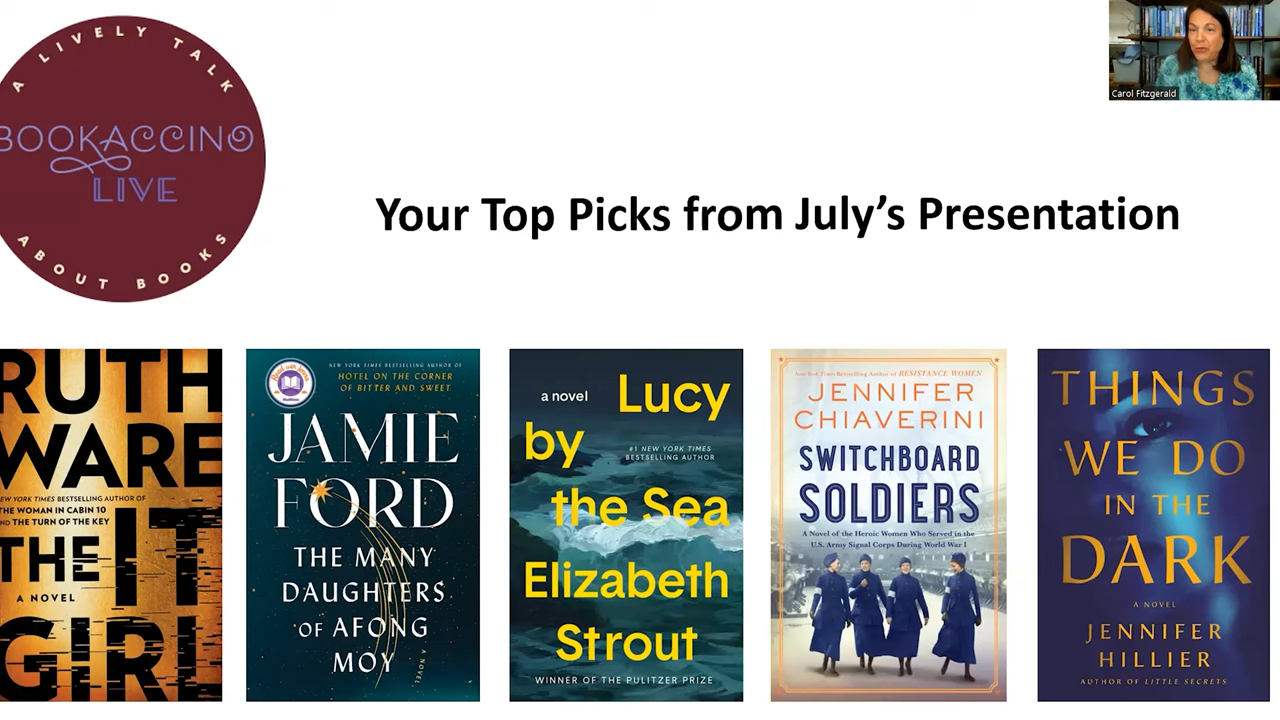 A LIVELY TALK
BOOKACCINO
LIVE
ABOUT BOOKS
Carol Fitzgerald
Your Top Picks from July’s Presentation
RUTH
WARE
NEW YORK TIMES BESTSELLING AUTHOR OF
THE WOMAN IN CABIN 10
AND THE TURN OF THE KEY
THE IT
A NOVEL
GIRL
NEW YORK TIMES BESTSELLING AUTHOR OF
HOTEL ON THE CORNER
OF BITTER AND SWEET
JAMIE
FORD
THE MANY
DAUGHTERS
OF AFONG
MOY
A NOVEL
a novel
Lucy
by
#1 NEW YORK TIMES
BESTSELLING AUTHOR
the Sea
Elizabeth
Strout
WINNER OF THE PULITZER PRIZE
New York Times Bestselling Author of RESISTANCE WOMEN
JENNIFER
CHIAVERINI
SWITCHBOARD
SOLDIERS
A Novel of the Heroic Women Who Served in the
U.S. Army Signal Corps During World War I
THINGS
WE DO
IN THE
DARK
A NOVEL
JENNIFER
HILLIER
AUTHOR OF LITTLE SECRETS